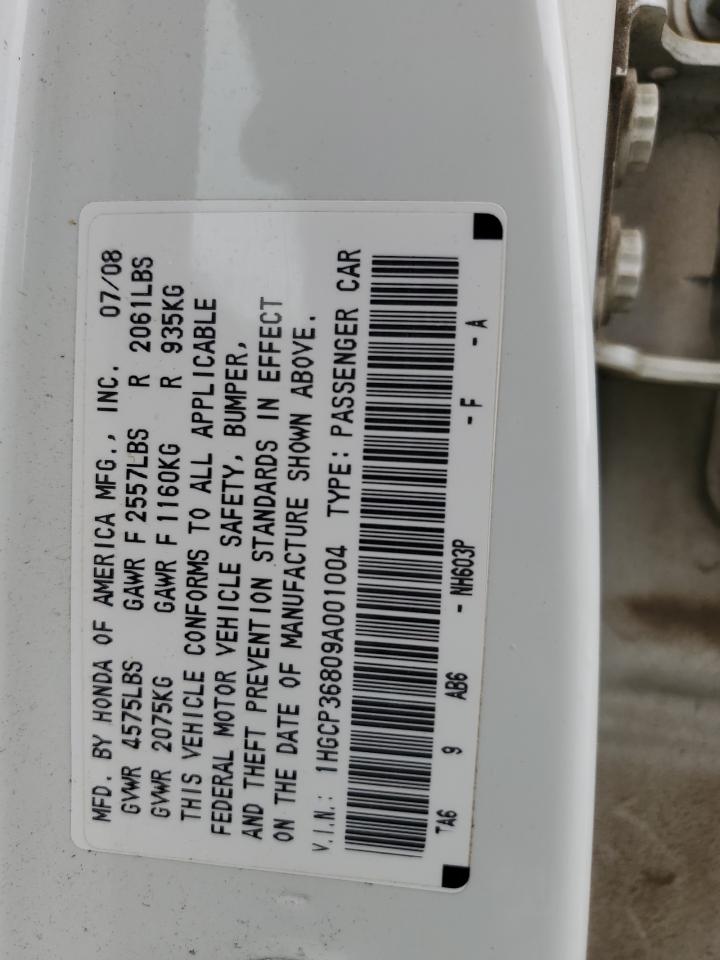 MFD. BY HONDA OF AMERICA MFG., INC. 07/08
GVWR 4575LBS GAWR F 2557LBS R 2061LBS
GVWR 2075KG GAWR F 1160KG R 935KG
THIS VEHICLE CONFORMS TO ALL APPLICABLE
FEDERAL MOTOR VEHICLE SAFETY, BUMPER,
AND THEFT PREVENTION STANDARDS IN EFFECT
ON THE DATE OF MANUFACTURE SHOWN ABOVE.
V.I.N.: 1HGCP36809A001004 TYPE: PASSENGER CAR
TA6 9 AB6 - NH603P - F - A